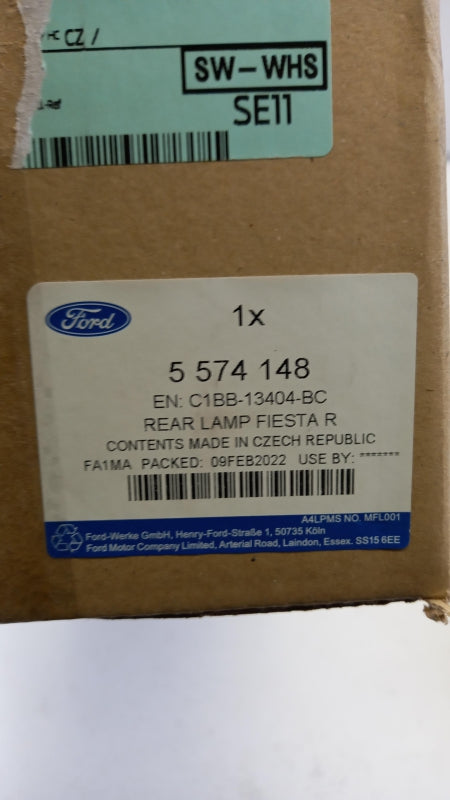 CZ /
SW-WHS
SE11
Ford
1x
5 574 148
EN: C1BB-13404-BC
REAR LAMP FIESTA R
CONTENTS MADE IN CZECH REPUBLIC
FA1MA PACKED: 09FEB2022 USE BY: *******
A4LPMS NO. MFL001
Ford-Werke GmbH, Henry-Ford-Straße 1, 50735 Köln
Ford Motor Company Limited, Arterial Road, Laindon, Essex. SS15 6EE